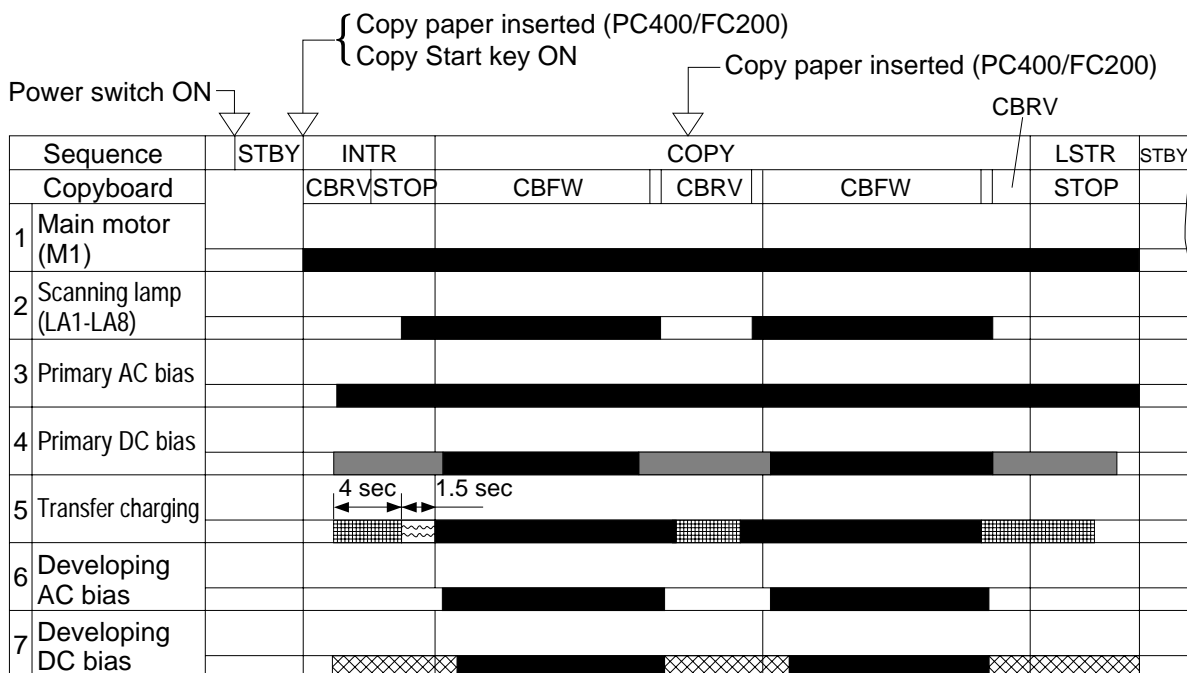 Copy paper inserted (PC400/FC200)
Copy Start key ON
Copy paper inserted (PC400/FC200)
Power switch ON
CBRV
Sequence STBY INTR COPY LSTR STBY
Copyboard CBRV STOP CBFW CBRV CBFW STOP
1 Main motor
(M1)
2 Scanning lamp
(LA1-LA8)
3 Primary AC bias
4 Primary DC bias
4 sec 1.5 sec
5 Transfer charging
6 Developing
AC bias
7 Developing
DC bias